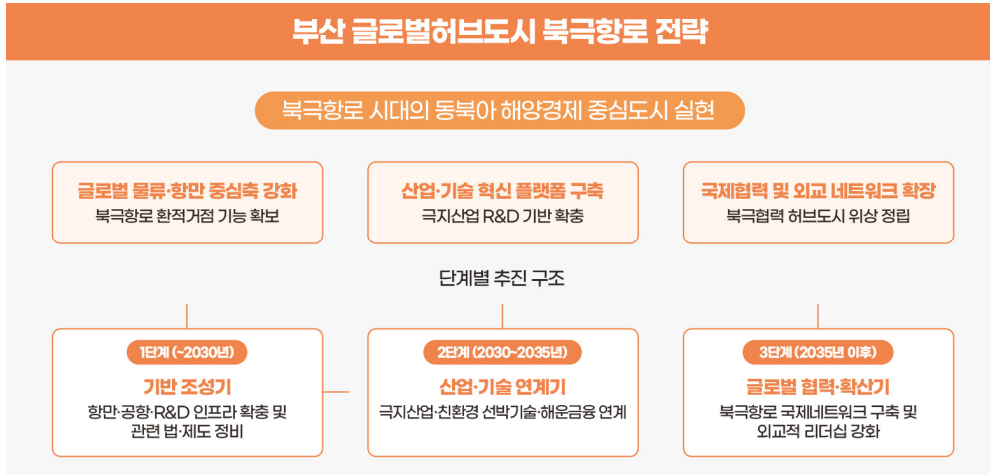 부산 글로벌허브도시 북극항로 전략
북극항로 시대의 동북아 해양경제 중심도시 실현
글로벌 물류·항만 중심축 강화
북극항로 환적거점 기능 확보
산업·기술 혁신 플랫폼 구축
극지산업 R&D 기반 확충
국제협력 및 외교 네트워크 확장
북극협력 허브도시 위상 정립
단계별 추진 구조
1단계 (~2030년)
기반 조성기
항만·공항·R&D 인프라 확충 및
관련 법·제도 정비
2단계 (2030~2035년)
산업·기술 연계기
극지산업·친환경 선박기술·해운금융 연계
3단계 (2035년 이후)
글로벌 협력·확산기
북극항로 국제네트워크 구축 및
외교적 리더십 강화